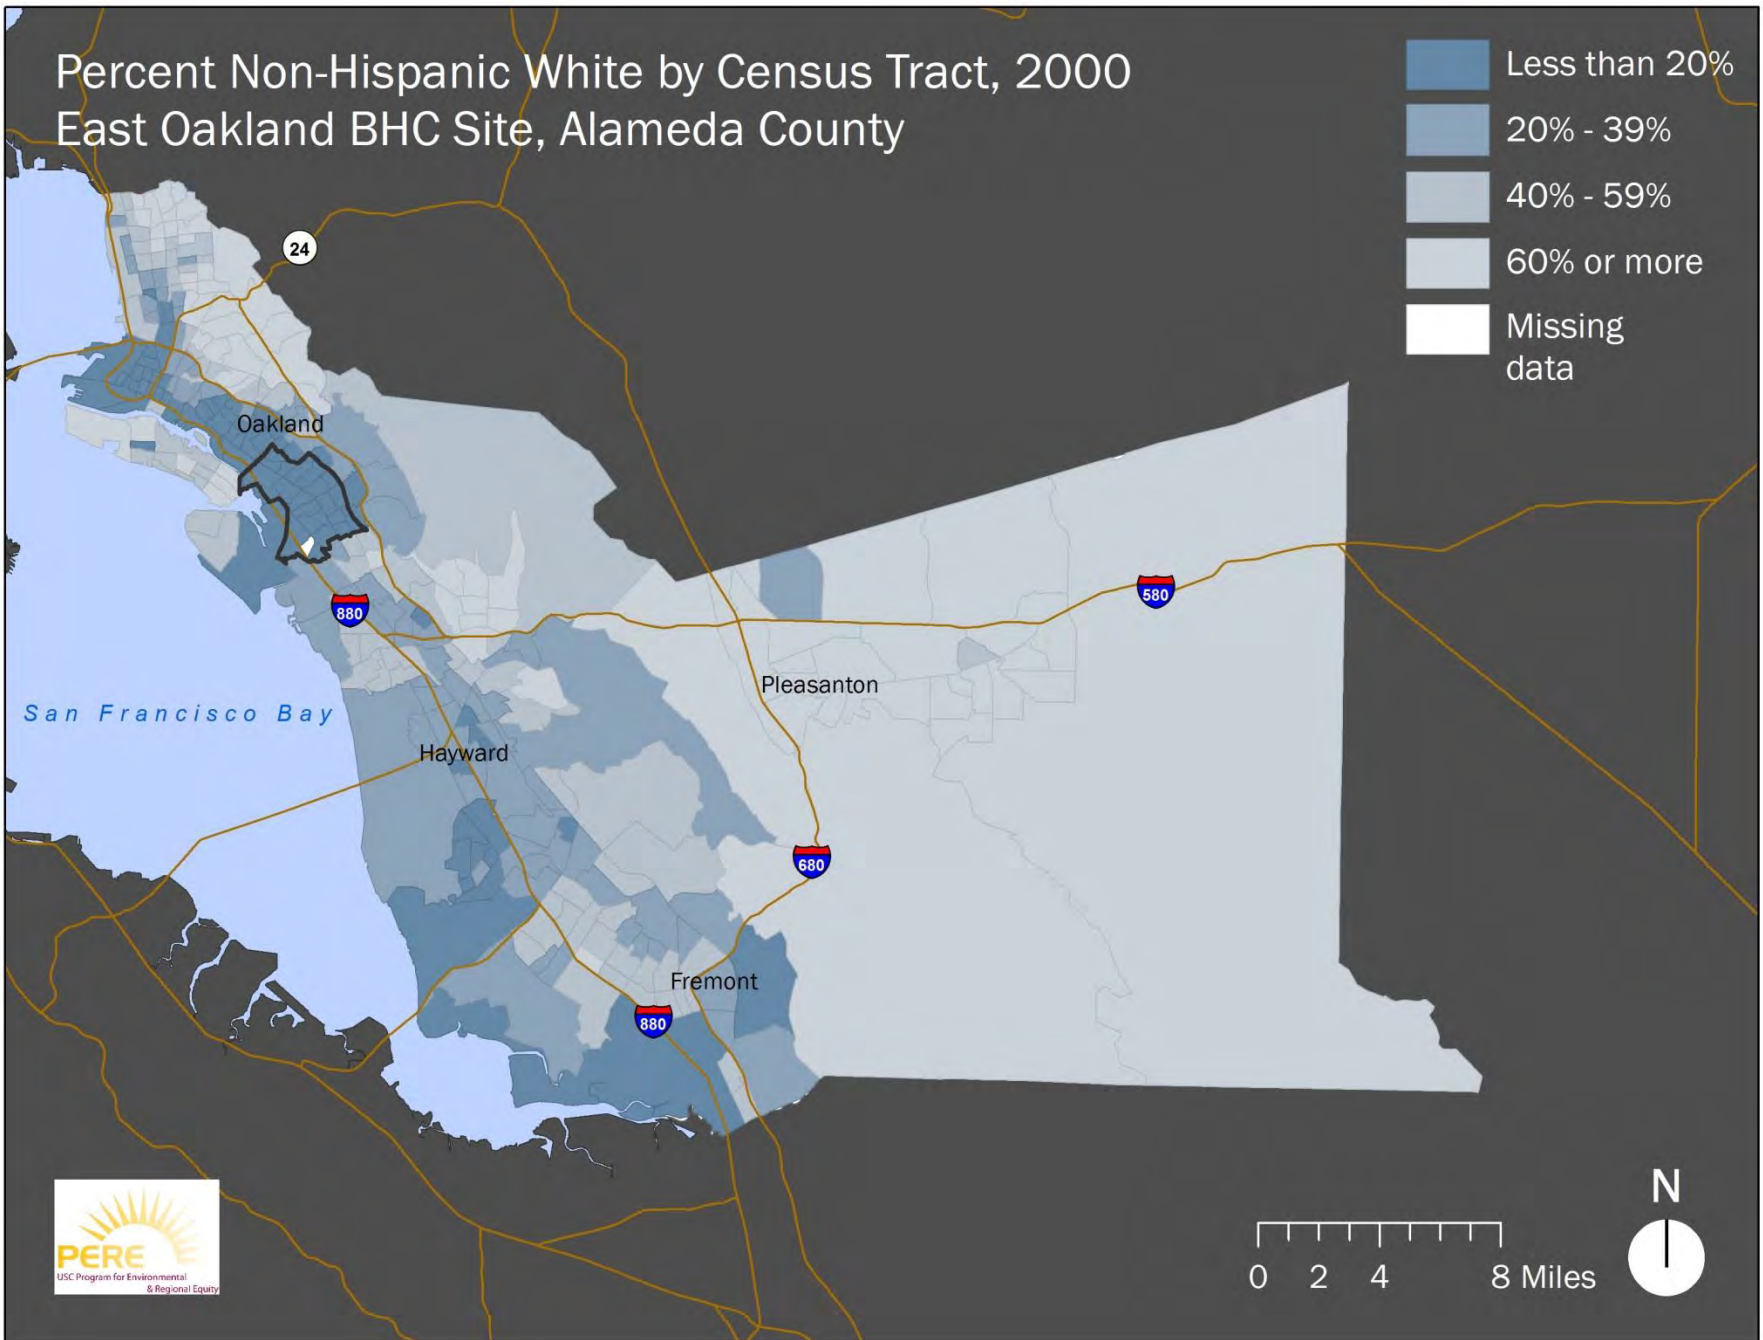 Percent Non-Hispanic White by Census Tract, 2000
East Oakland BHC Site, Alameda County
Less than 20%
20% - 39%
40% - 59%
60% or more
Missing
data
24
Oakland
880
580
Pleasanton
San Francisco Bay
Hayward
680
Fremont
880
PERE
USC Program for Environmental
& Regional Equity
N
0 2 4 8 Miles